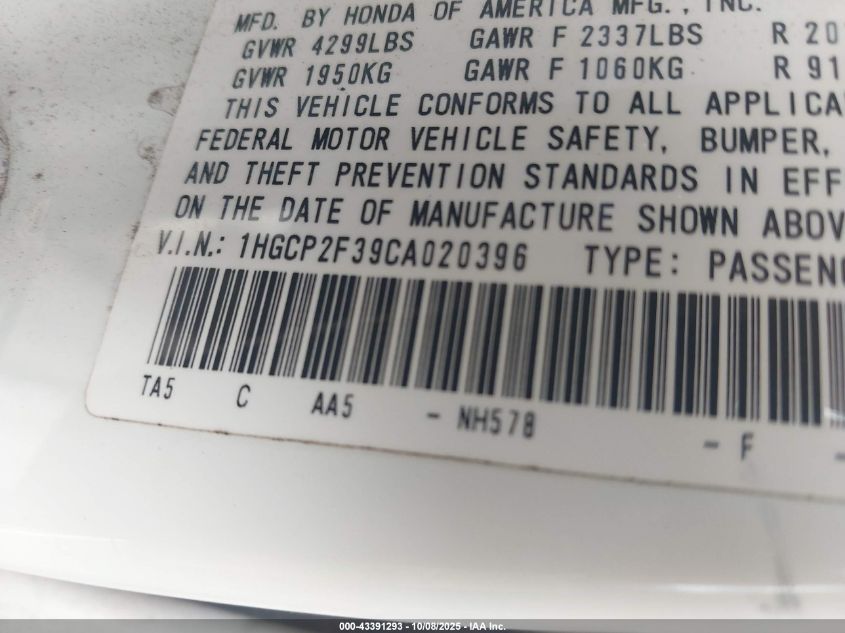 MFD. BY HONDA OF AMERICA MFG., INC.
GVWR 4299LBS GAWR F 2337LBS R 20
GVWR 1950KG GAWR F 1060KG R 91
THIS VEHICLE CONFORMS TO ALL APPLICA
FEDERAL MOTOR VEHICLE SAFETY, BUMPER,
AND THEFT PREVENTION STANDARDS IN EFF
ON THE DATE OF MANUFACTURE SHOWN ABOV
V.I.N.: 1HGCP2F39CA020396 TYPE: PASSENG
TA5 C AA5 - NH578 - F -
000-43391293 - 10/08/2025 - IAA Inc.